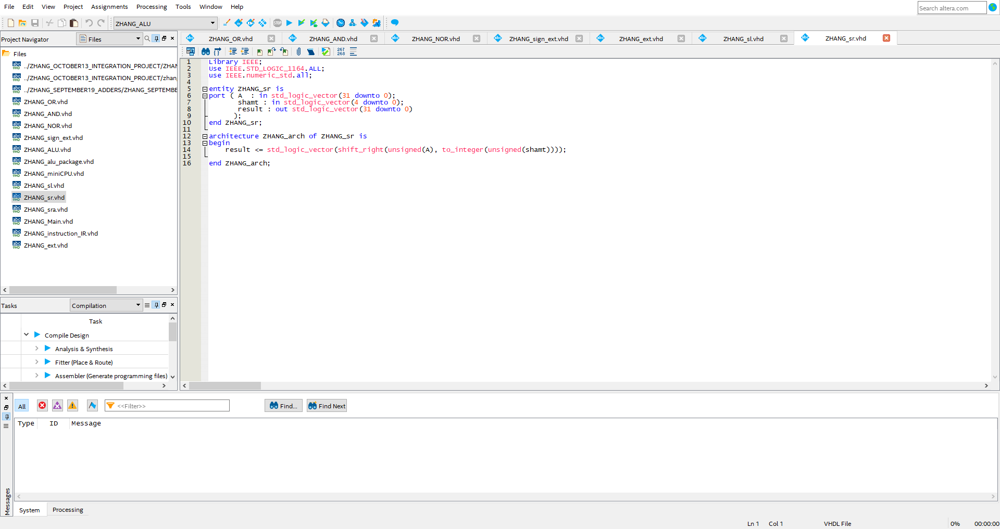 File Edit View Project Assignments Processing Tools Window Help
Search altera.com
ZHANG_ALU
STOP
Project Navigator Files
ZHANG_OR.vhd ZHANG_AND.vhd ZHANG_NOR.vhd ZHANG_sign_ext.vhd ZHANG_ext.vhd ZHANG_sl.vhd ZHANG_sr.vhd
267
268
Files
../ZHANG_OCTOBER13_INTEGRATION_PROJECT/ZHAN
../ZHANG_OCTOBER13_INTEGRATION_PROJECT/zhang
../ZHANG_SEPTEMBER19_ADDERS/ZHANG_SEPTEMBE
ZHANG_OR.vhd
ZHANG_AND.vhd
ZHANG_NOR.vhd
ZHANG_sign_ext.vhd
ZHANG_ALU.vhd
ZHANG_alu_package.vhd
ZHANG_miniCPU.vhd
ZHANG_sl.vhd
ZHANG_sr.vhd
ZHANG_sra.vhd
ZHANG_Main.vhd
ZHANG_instruction_IR.vhd
ZHANG_ext.vhd
1 Library IEEE;
2 Use IEEE.STD_LOGIC_1164.ALL;
3 use IEEE.numeric_std.all;
4
5 entity ZHANG_sr is
6 port ( A  : in std_logic_vector(31 downto 0);
7 shamt : in std_logic_vector(4 downto 0);
8 result : out std_logic_vector(31 downto 0)
9 );
10 end ZHANG_sr;
11
12 architecture ZHANG_arch of ZHANG_sr is
13 begin
14 result <= std_logic_vector(shift_right(unsigned(A), to_integer(unsigned(shamt))));
15
16 end ZHANG_arch;
Tasks Compilation
Task
Compile Design
Analysis & Synthesis
Fitter (Place & Route)
Assembler (Generate programming files)
All <<Filter>> Find... Find Next
Type ID Message
Messages
System Processing
Ln 1 Col 1 VHDL File 0% 00:00:00